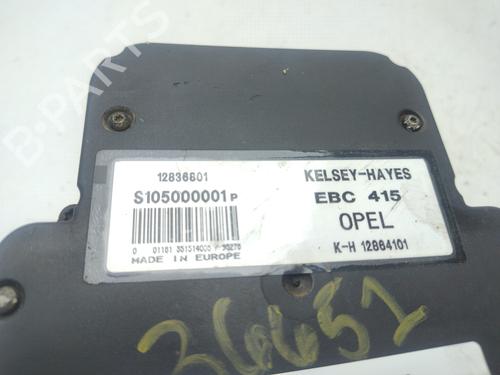 B-PARTS
12836801
KELSEY-HAYES
S105000001P
EBC 415
OPEL
K-H 12864101
MADE IN EUROPE
36651